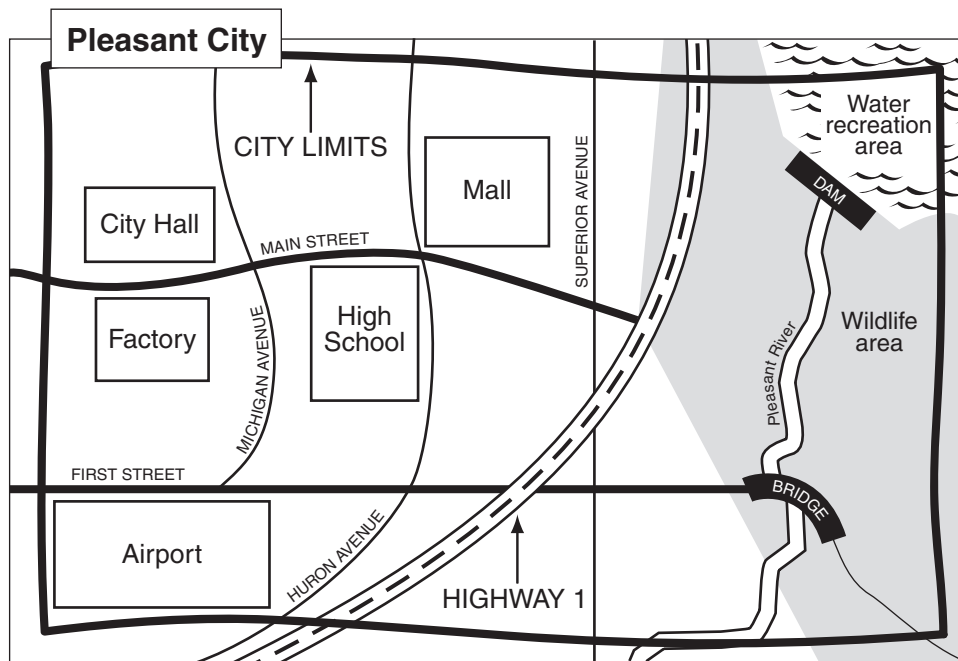 Pleasant City
CITY LIMITS
Water
recreation
area
DAM
Mall
SUPERIOR AVENUE
City Hall
MAIN STREET
High
School
Factory
MICHIGAN AVENUE
Wildlife
area
Pleasant River
FIRST STREET
BRIDGE
Airport
HURON AVENUE
HIGHWAY 1